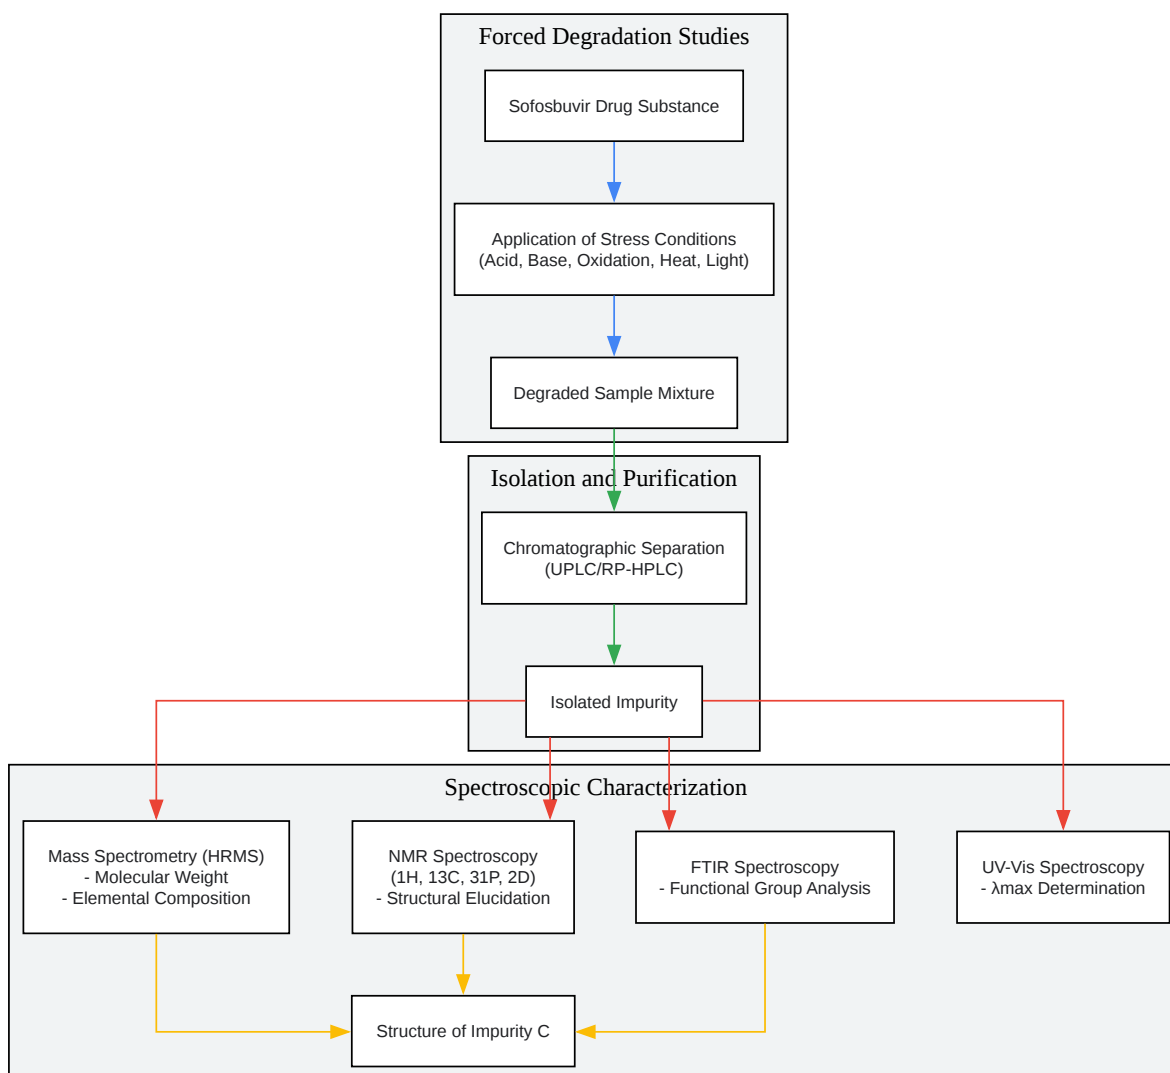 Forced Degradation Studies
Sofosbuvir Drug Substance
Application of Stress Conditions
(Acid, Base, Oxidation, Heat, Light)
Degraded Sample Mixture
Isolation and Purification
Chromatographic Separation
(UPLC/RP-HPLC)
Isolated Impurity
Spectroscopic Characterization
Mass Spectrometry (HRMS)
- Molecular Weight
- Elemental Composition
NMR Spectroscopy
(1H, 13C, 31P, 2D)
- Structural Elucidation
FTIR Spectroscopy
- Functional Group Analysis
UV-Vis Spectroscopy
- λmax Determination
Structure of Impurity C